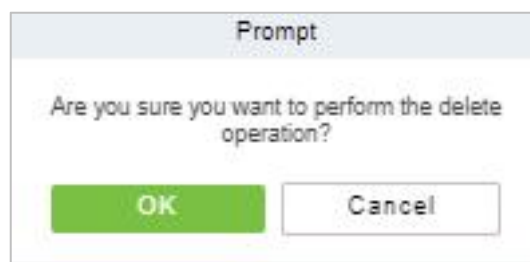 Prompt
Are you sure you want to perform the delete
operation?
OK
Cancel